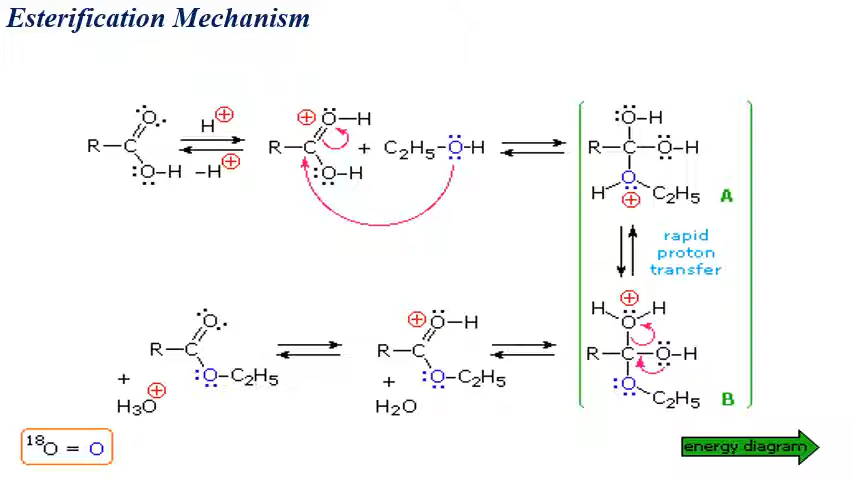 Esterification Mechanism
R–C O O–H
H⊕
–H⊕
R–C ⊕ O–H O–H + C₂H₅–O–H
R–C O–H O–H
H O ⊕ C₂H₅ A
rapid
proton
transfer
R–C O O–C₂H₅
+
H₃O⊕
R–C ⊕ O–H O–C₂H₅
+
H₂O
H ⊕ H
O
R–C–O–H
O C₂H₅ B
¹⁸O = O
energy diagram